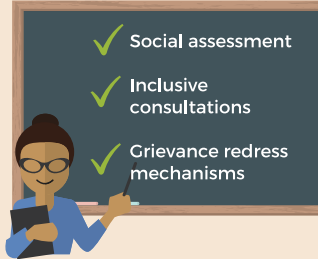 Social assessment
Inclusive
consultations
Grievance redress
mechanisms